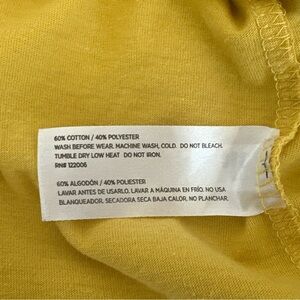 60% COTTON / 40% POLYESTER
WASH BEFORE WEAR. MACHINE WASH, COLD. DO NOT BLEACH.
TUMBLE DRY LOW HEAT DO NOT IRON.
RN# 122006
60% ALGODÓN / 40% POLIESTER
LAVAR ANTES DE USARLO. LAVAR A MÁQUINA EN FRÍO. NO USA
BLANQUEADOR. SECADORA SECA BAJA CALOR. NO PLANCHAR.